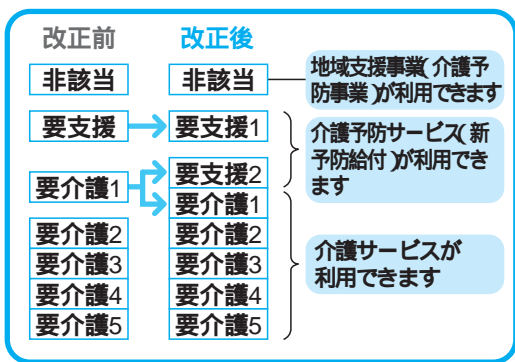 改正前 改正後
非該当 非該当
地域支援事業(介護予
防事業)が利用できます
要支援 要支援1
介護予防サービス(新
予防給付)が利用でき
ます
要介護1 要支援2
要介護1
要介護2 要介護2
要介護3 要介護3
要介護4 要介護4
要介護5 要介護5
介護サービスが
利用できます